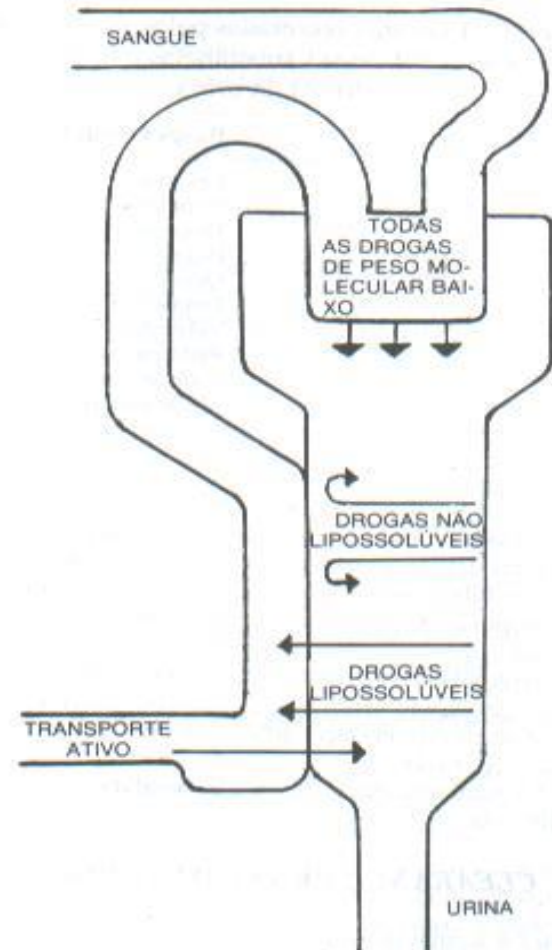 SANGUE
TODAS
AS DROGAS
DE PESO MO-
LECULAR BAI-
XO
DROGAS NÃO
LIPOSSOLÚVEIS
DROGAS
LIPOSSOLÚVEIS
TRANSPORTE
ATIVO
URINA